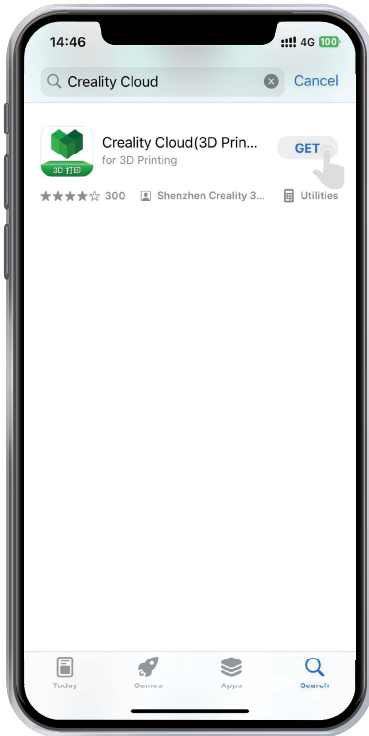 14:46 4G 100
Creality Cloud Cancel
3D 打印
Creality Cloud(3D Prin...
for 3D Printing
GET
300 Shenzhen Creality 3... Utilities
Today Games Apps Search